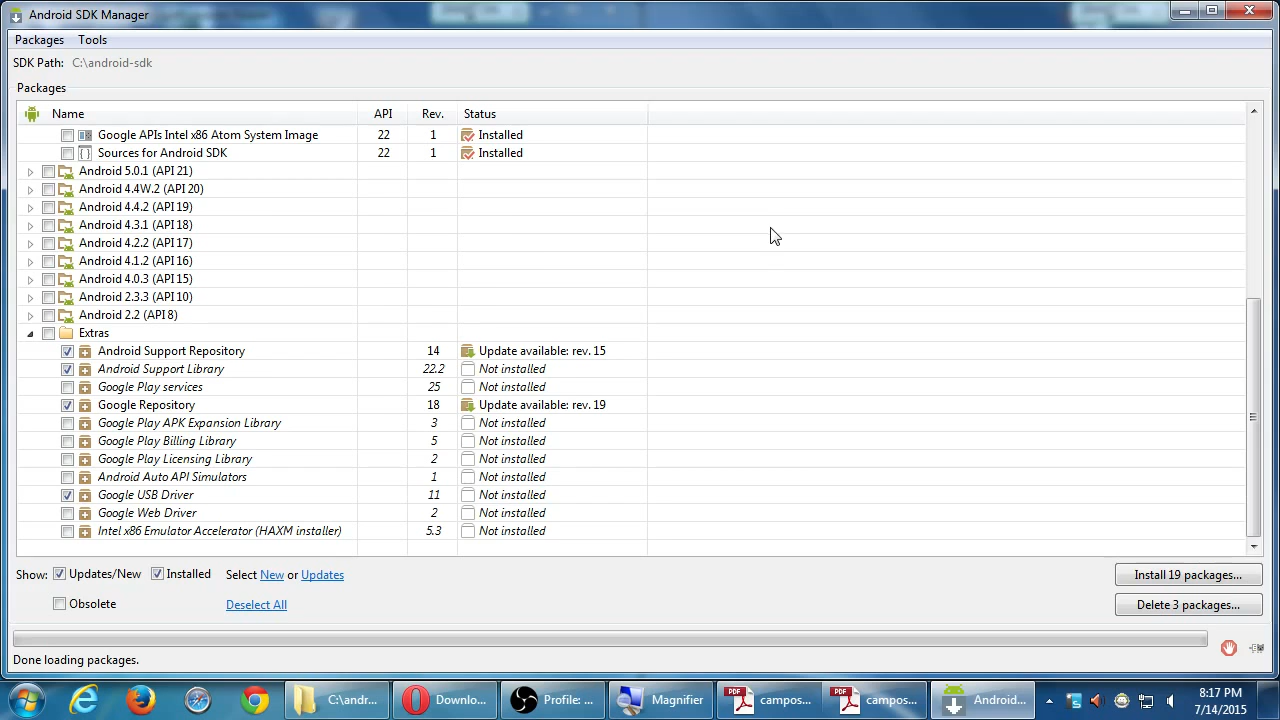 Android SDK Manager
Packages Tools
SDK Path: C:\android-sdk
Packages
Name API Rev. Status
Google APIs Intel x86 Atom System Image 22 1 Installed
Sources for Android SDK 22 1 Installed
Android 5.0.1 (API 21)
Android 4.4W.2 (API 20)
Android 4.4.2 (API 19)
Android 4.3.1 (API 18)
Android 4.2.2 (API 17)
Android 4.1.2 (API 16)
Android 4.0.3 (API 15)
Android 2.3.3 (API 10)
Android 2.2 (API 8)
Extras
Android Support Repository 14 Update available: rev. 15
Android Support Library 22.2 Not installed
Google Play services 25 Not installed
Google Repository 18 Update available: rev. 19
Google Play APK Expansion Library 3 Not installed
Google Play Billing Library 5 Not installed
Google Play Licensing Library 2 Not installed
Android Auto API Simulators 1 Not installed
Google USB Driver 11 Not installed
Google Web Driver 2 Not installed
Intel x86 Emulator Accelerator (HAXM installer) 5.3 Not installed
Show: Updates/New Installed Select New or Updates Install 19 packages...
Obsolete Deselect All Delete 3 packages...
Done loading packages.
C:\andr... Downlo... Profile: ... Magnifier PDF campos... PDF campos... Android... 8:17 PM
7/14/2015